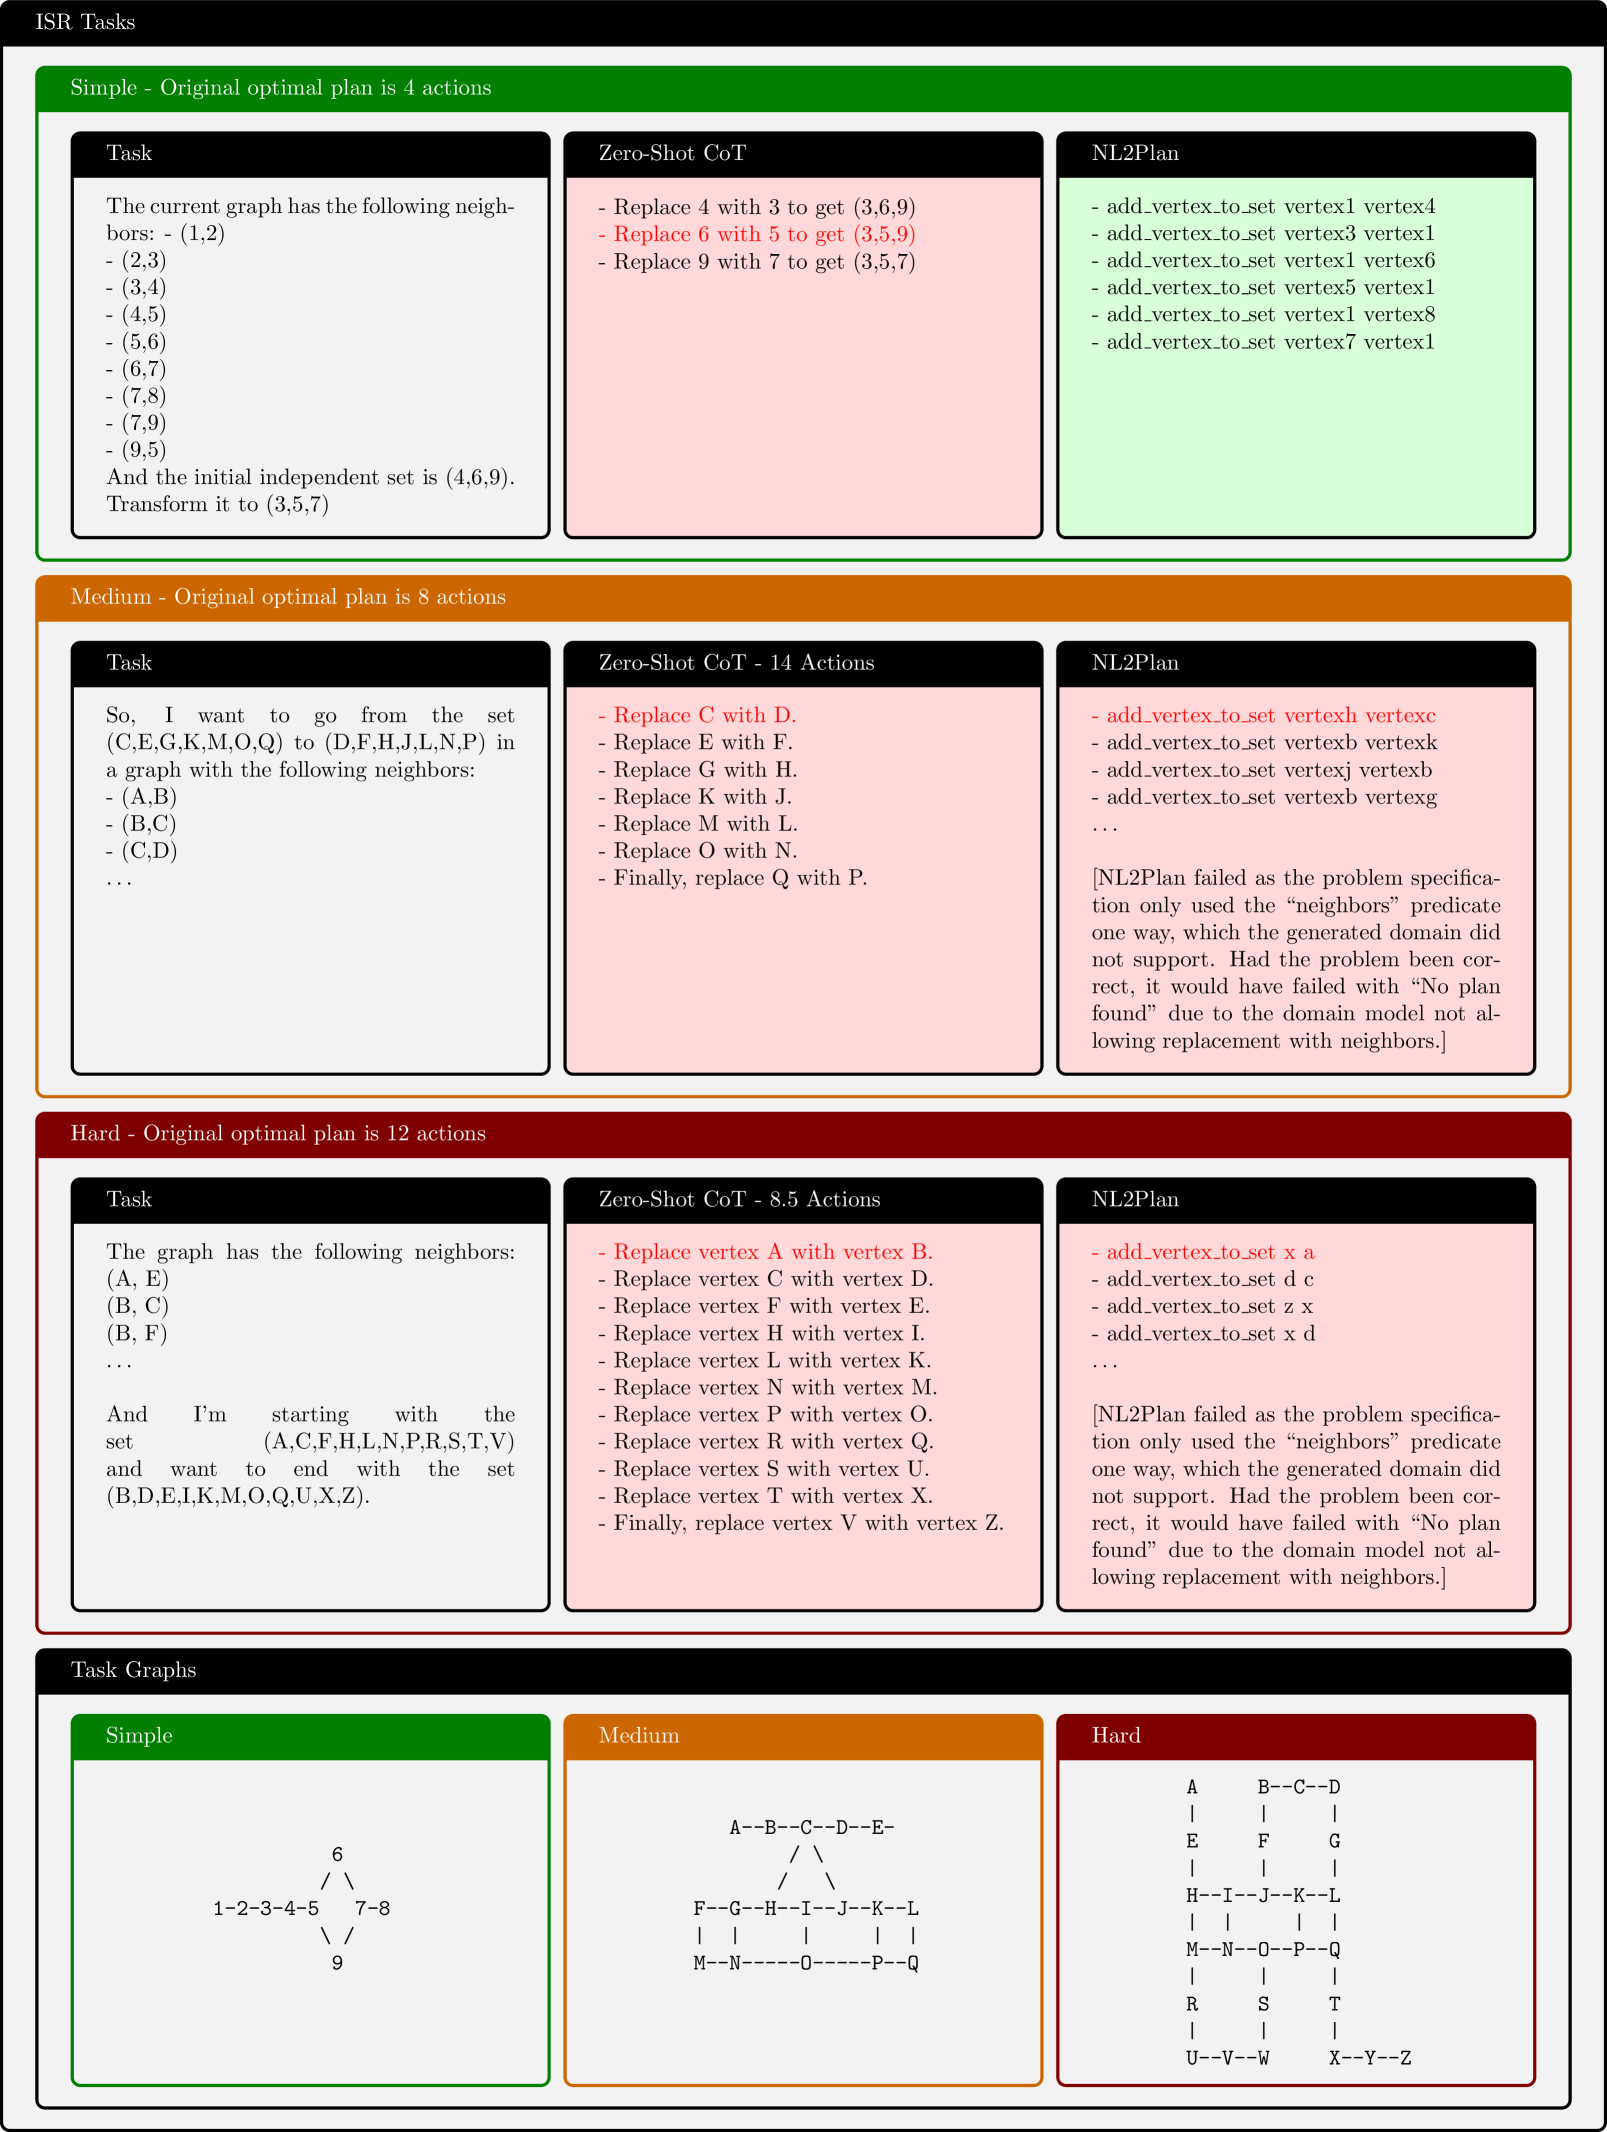 ISR Tasks
Simple - Original optimal plan is 4 actions
Task
The current graph has the following neigh-
bors: - (1,2)
- (2,3)
- (3,4)
- (4,5)
- (5,6)
- (6,7)
- (7,8)
- (7,9)
- (9,5)
And the initial independent set is (4,6,9).
Transform it to (3,5,7)
Zero-Shot CoT
- Replace 4 with 3 to get (3,6,9)
- Replace 6 with 5 to get (3,5,9)
- Replace 9 with 7 to get (3,5,7)
NL2Plan
- add_vertex_to_set vertex1 vertex4
- add_vertex_to_set vertex3 vertex1
- add_vertex_to_set vertex1 vertex6
- add_vertex_to_set vertex5 vertex1
- add_vertex_to_set vertex1 vertex8
- add_vertex_to_set vertex7 vertex1
Medium - Original optimal plan is 8 actions
Task
So, I want to go from the set
(C,E,G,K,M,O,Q) to (D,F,H,J,L,N,P) in
a graph with the following neighbors:
- (A,B)
- (B,C)
- (C,D)
...
Zero-Shot CoT - 14 Actions
- Replace C with D.
- Replace E with F.
- Replace G with H.
- Replace K with J.
- Replace M with L.
- Replace O with N.
- Finally, replace Q with P.
NL2Plan
- add_vertex_to_set vertexh vertexc
- add_vertex_to_set vertexb vertexk
- add_vertex_to_set vertexj vertexb
- add_vertex_to_set vertexb vertexg
...
[NL2Plan failed as the problem specifica-
tion only used the “neighbors” predicate
one way, which the generated domain did
not support. Had the problem been cor-
rect, it would have failed with “No plan
found” due to the domain model not al-
lowing replacement with neighbors.]
Hard - Original optimal plan is 12 actions
Task
The graph has the following neighbors:
(A, E)
(B, C)
(B, F)
...
And I'm starting with the
set (A,C,F,H,L,N,P,R,S,T,V)
and want to end with the set
(B,D,E,I,K,M,O,Q,U,X,Z).
Zero-Shot CoT - 8.5 Actions
- Replace vertex A with vertex B.
- Replace vertex C with vertex D.
- Replace vertex F with vertex E.
- Replace vertex H with vertex I.
- Replace vertex L with vertex K.
- Replace vertex N with vertex M.
- Replace vertex P with vertex O.
- Replace vertex R with vertex Q.
- Replace vertex S with vertex U.
- Replace vertex T with vertex X.
- Finally, replace vertex V with vertex Z.
NL2Plan
- add_vertex_to_set x a
- add_vertex_to_set d c
- add_vertex_to_set z x
- add_vertex_to_set x d
...
[NL2Plan failed as the problem specifica-
tion only used the “neighbors” predicate
one way, which the generated domain did
not support. Had the problem been cor-
rect, it would have failed with “No plan
found” due to the domain model not al-
lowing replacement with neighbors.]
Task Graphs
Simple
6
/ \
1-2-3-4-5   7-8
\ /
9
Medium
A--B--C--D--E-
/ \
/   \
F--G--H--I--J--K--L
|  |     |     |  |
M--N-----O-----P--Q
Hard
A     B--C--D
|     |     |
E     F     G
|     |     |
H--I--J--K--L
|  |     |  |
M--N--O--P--Q
|     |     |
R     S     T
|     |     |
U--V--W     X--Y--Z